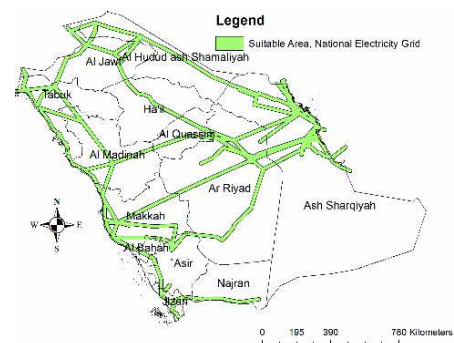 Legend
Suitable Area, National Electricity Grid
Al Jawf
Al Hudud ash Shamaliyah
Tabuk
Ha'il
Al Quaseem
Al Madinah
Ar Riyad
Ash Sharqiyah
Makkah
Al Bahah
Asir
Najran
Jizan
N
W E
S
0 195 390 780 Kilometers